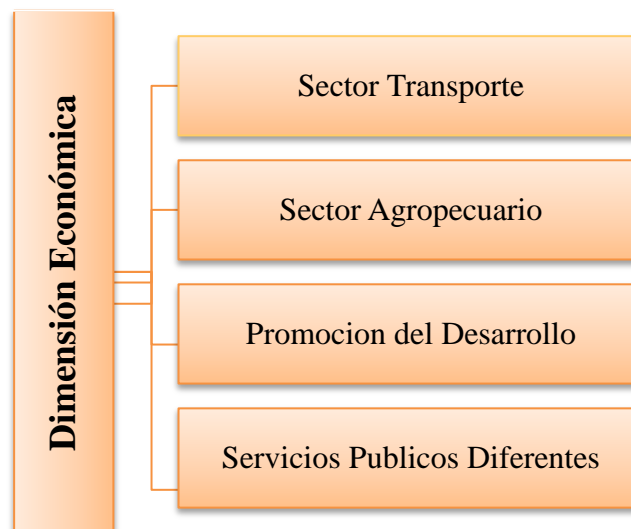 Dimensión Económica
Sector Transporte
Sector Agropecuario
Promocion del Desarrollo
Servicios Publicos Diferentes